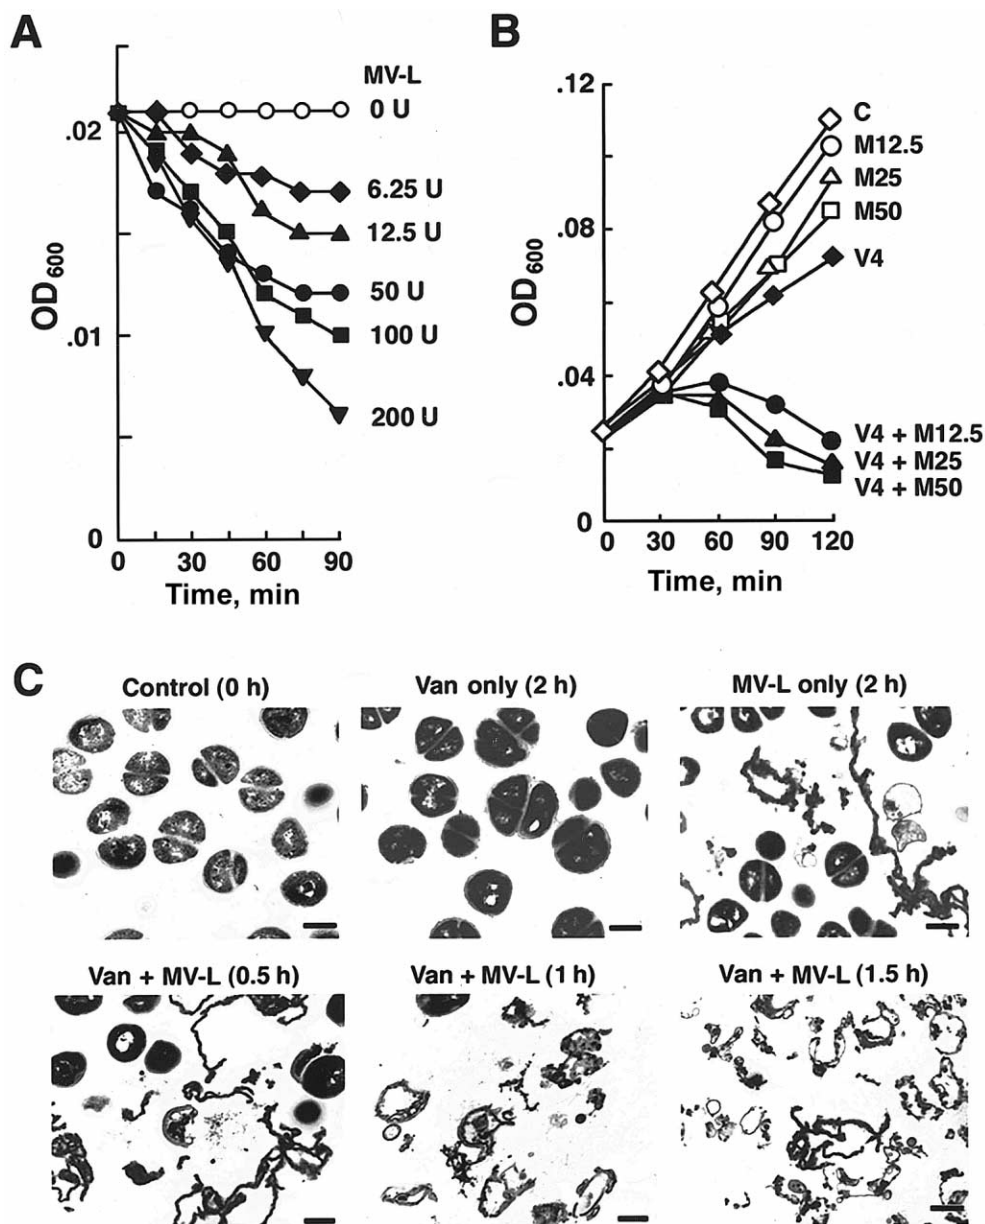 A
MV-L
0 U
6.25 U
12.5 U
50 U
100 U
200 U
.02
.01
0
OD600
0 30 60 90
Time, min
B
.12
.08
.04
0
OD600
C
M12.5
M25
M50
V4
V4 + M12.5
V4 + M25
V4 + M50
0 30 60 90 120
Time, min
C
Control (0 h) Van only (2 h) MV-L only (2 h)
Van + MV-L (0.5 h) Van + MV-L (1 h) Van + MV-L (1.5 h)